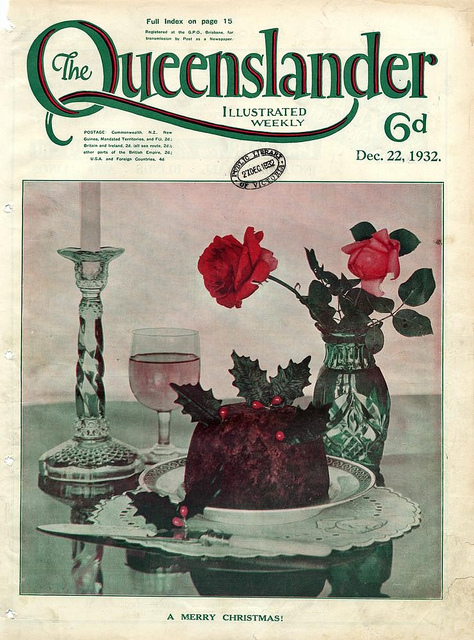 Full Index on page 15
Registered at the G.P.O., Brisbane, for
transmission by Post as a Newspaper.
The Queenslander
ILLUSTRATED
WEEKLY
6d
Dec. 22, 1932.
POSTAGE: Commonwealth, N.Z., New
Guinea, Mandated Territories, and Fiji, 2d.;
Britain and Ireland, 2d. (all sea route, 2d.);
other parts of the British Empire, 2d.;
U.S.A. and Foreign Countries, 4d
PUBLIC LIBRARY
27DEC 1932
OF VICTORIA
A MERRY CHRISTMAS!